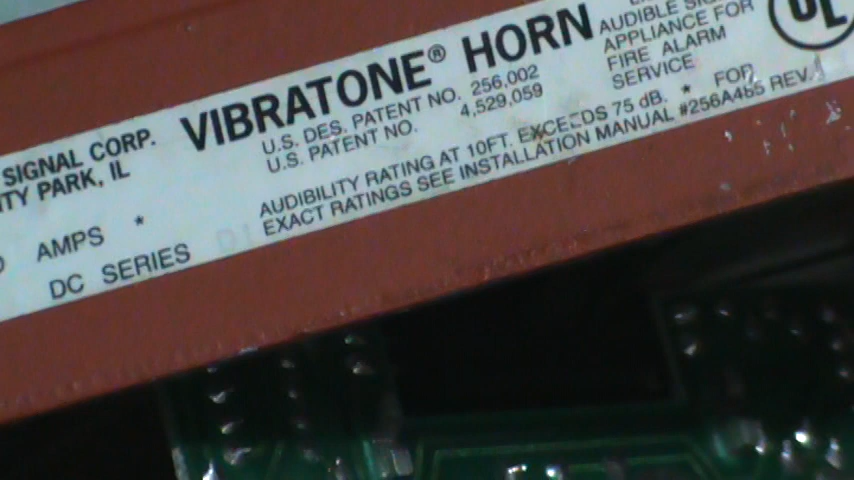 SIGNAL CORP.
PARK, IL
AMPS *
DC SERIES
VIBRATONE® HORN
U.S. DES. PATENT NO. 256,002
U.S. PATENT NO. 4,529,059
AUDIBILITY RATING AT 10FT. EXCEEDS 75 dB. * FOR
EXACT RATINGS SEE INSTALLATION MANUAL #256A465 REV.
AUDIBLE
APPLIANCE FOR
FIRE ALARM
SERVICE
UL